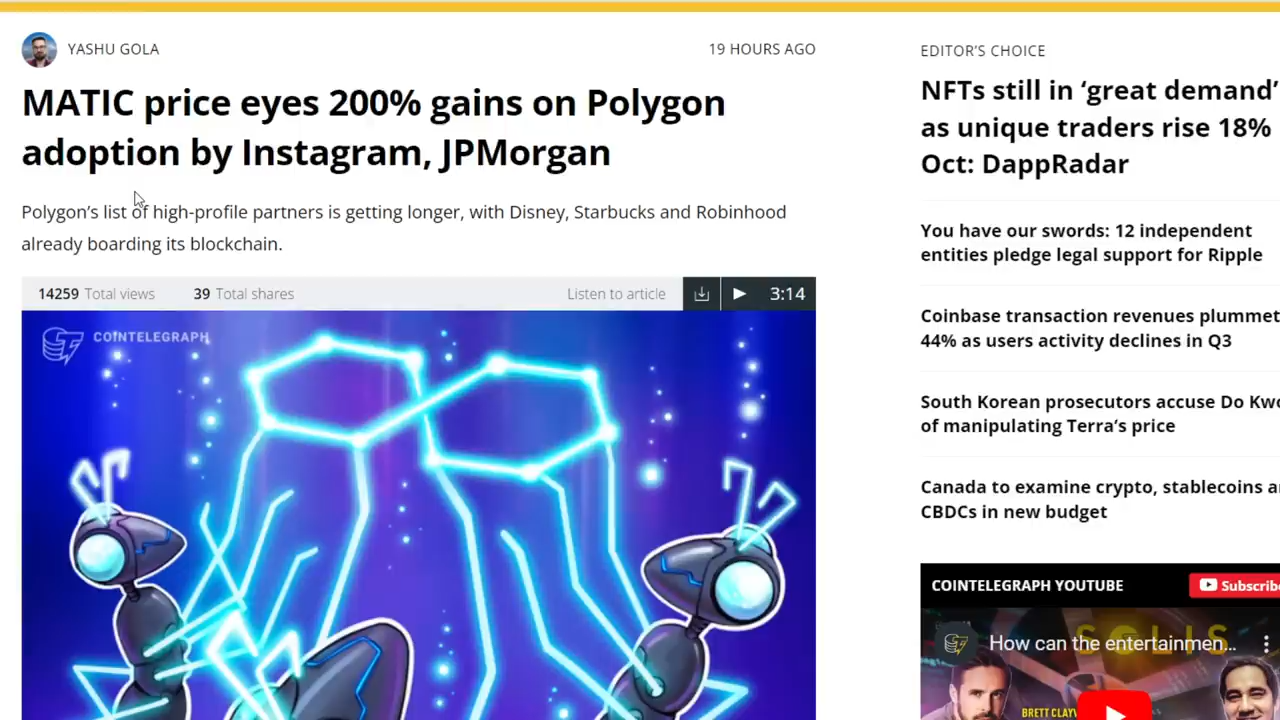 YASHU GOLA
19 HOURS AGO
MATIC price eyes 200% gains on Polygon
adoption by Instagram, JPMorgan
Polygon's list of high-profile partners is getting longer, with Disney, Starbucks and Robinhood
already boarding its blockchain.
14259 Total views 39 Total shares Listen to article 3:14
COINTELEGRAPH
EDITOR'S CHOICE
NFTs still in ‘great demand’
as unique traders rise 18%
Oct: DappRadar
You have our swords: 12 independent
entities pledge legal support for Ripple
Coinbase transaction revenues plummet
44% as users activity declines in Q3
South Korean prosecutors accuse Do
of manipulating Terra’s price
Canada to examine crypto, stablecoins
CBDCs in new budget
COINTELEGRAPH YOUTUBE
Subscribe
SOLIS
How can the entertainmen...
BRETT